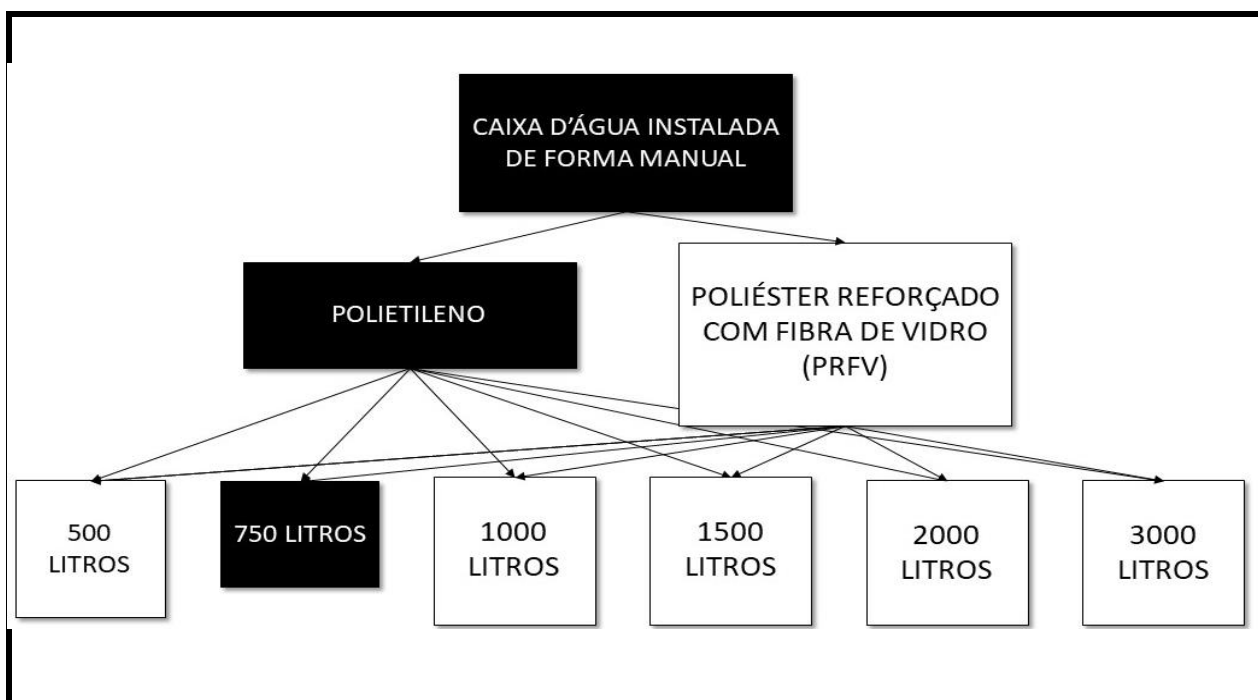 CAIXA D’ÁGUA INSTALADA
DE FORMA MANUAL
POLIETILENO
POLIÉSTER REFORÇADO
COM FIBRA DE VIDRO
(PRFV)
500
LITROS
750 LITROS
1000
LITROS
1500
LITROS
2000
LITROS
3000
LITROS